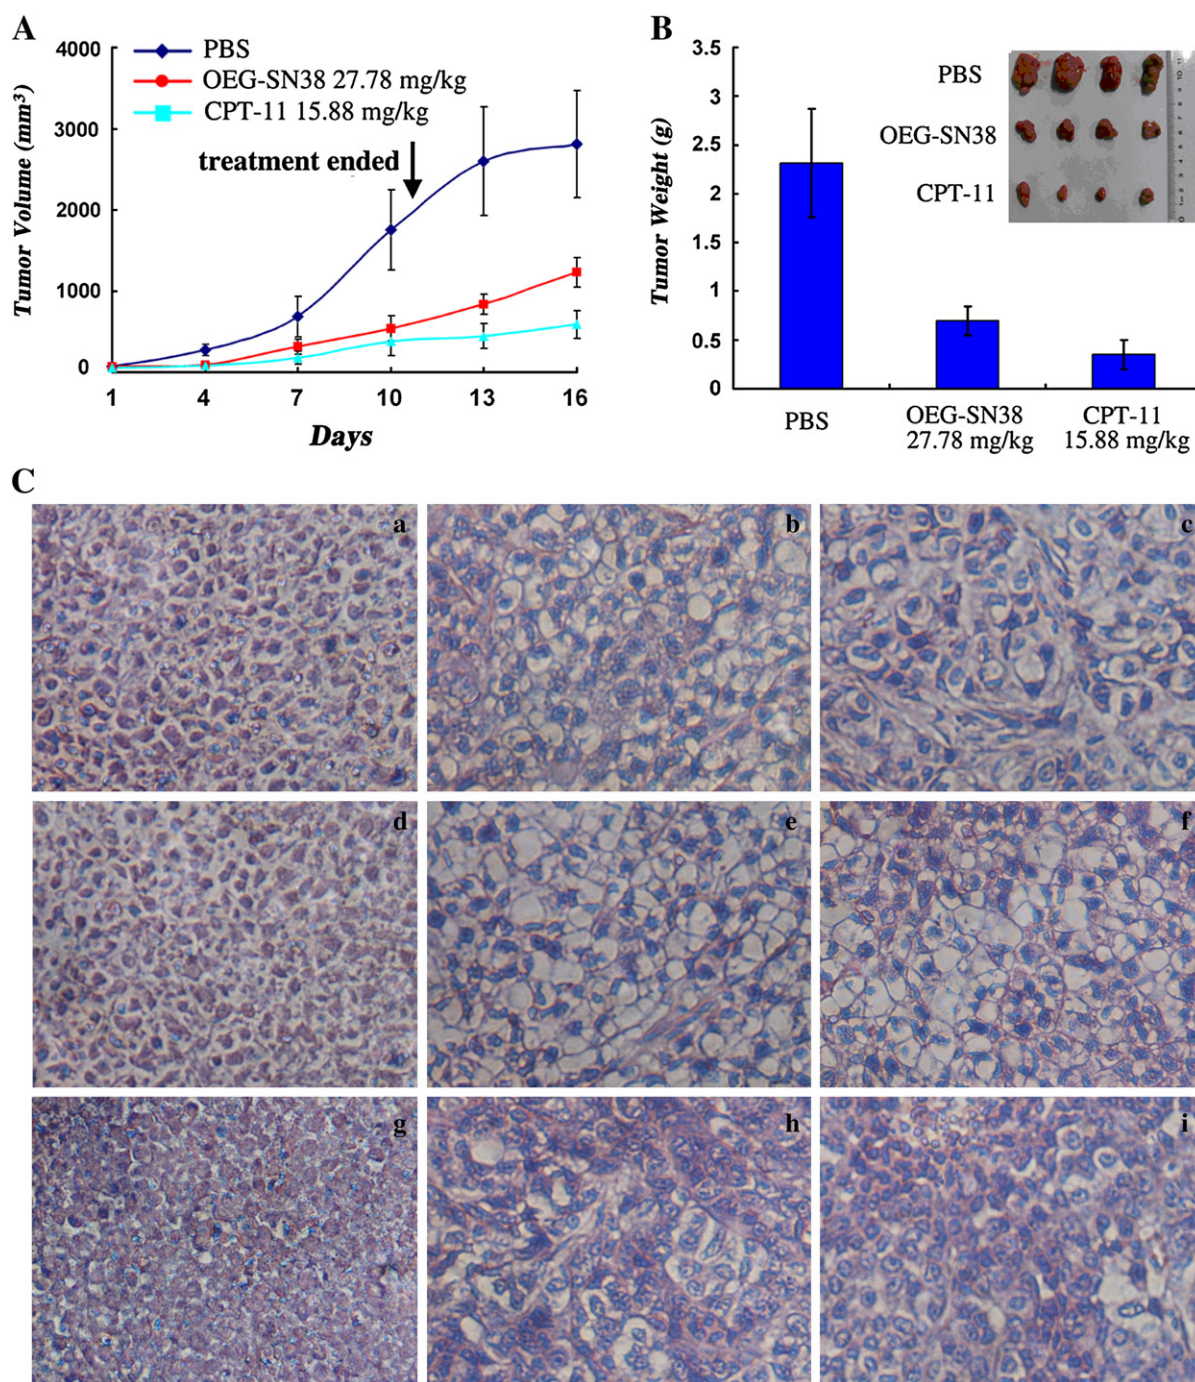 A
4000
3000
2000
1000
0
Tumor Volume (mm³)
PBS
OEG-SN38 27.78 mg/kg
CPT-11 15.88 mg/kg
treatment ended
1 4 7 10 13 16
Days
B
3.5
3
2.5
2
1.5
1
0.5
0
Tumor Weight (g)
PBS
OEG-SN38
CPT-11
PBS
OEG-SN38
27.78 mg/kg
CPT-11
15.88 mg/kg
C
a
b
c
d
e
f
g
h
i